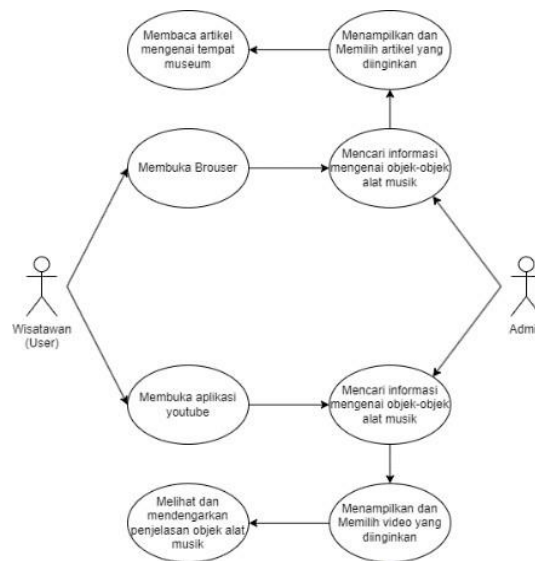 Membaca artikel
mengenai tempat
museum
Menampilkan dan
Memilih artikel yang
diinginkan
Membuka Brouser
Mencari informasi
mengenai objek-objek
alat musik
Wisatawan
(User)
Admi
Membuka aplikasi
youtube
Mencari informasi
mengenai objek-objek
alat musik
Melihat dan
mendengarkan
penjelasan objek alat
musik
Menampilkan dan
Memilih video yang
diinginkan